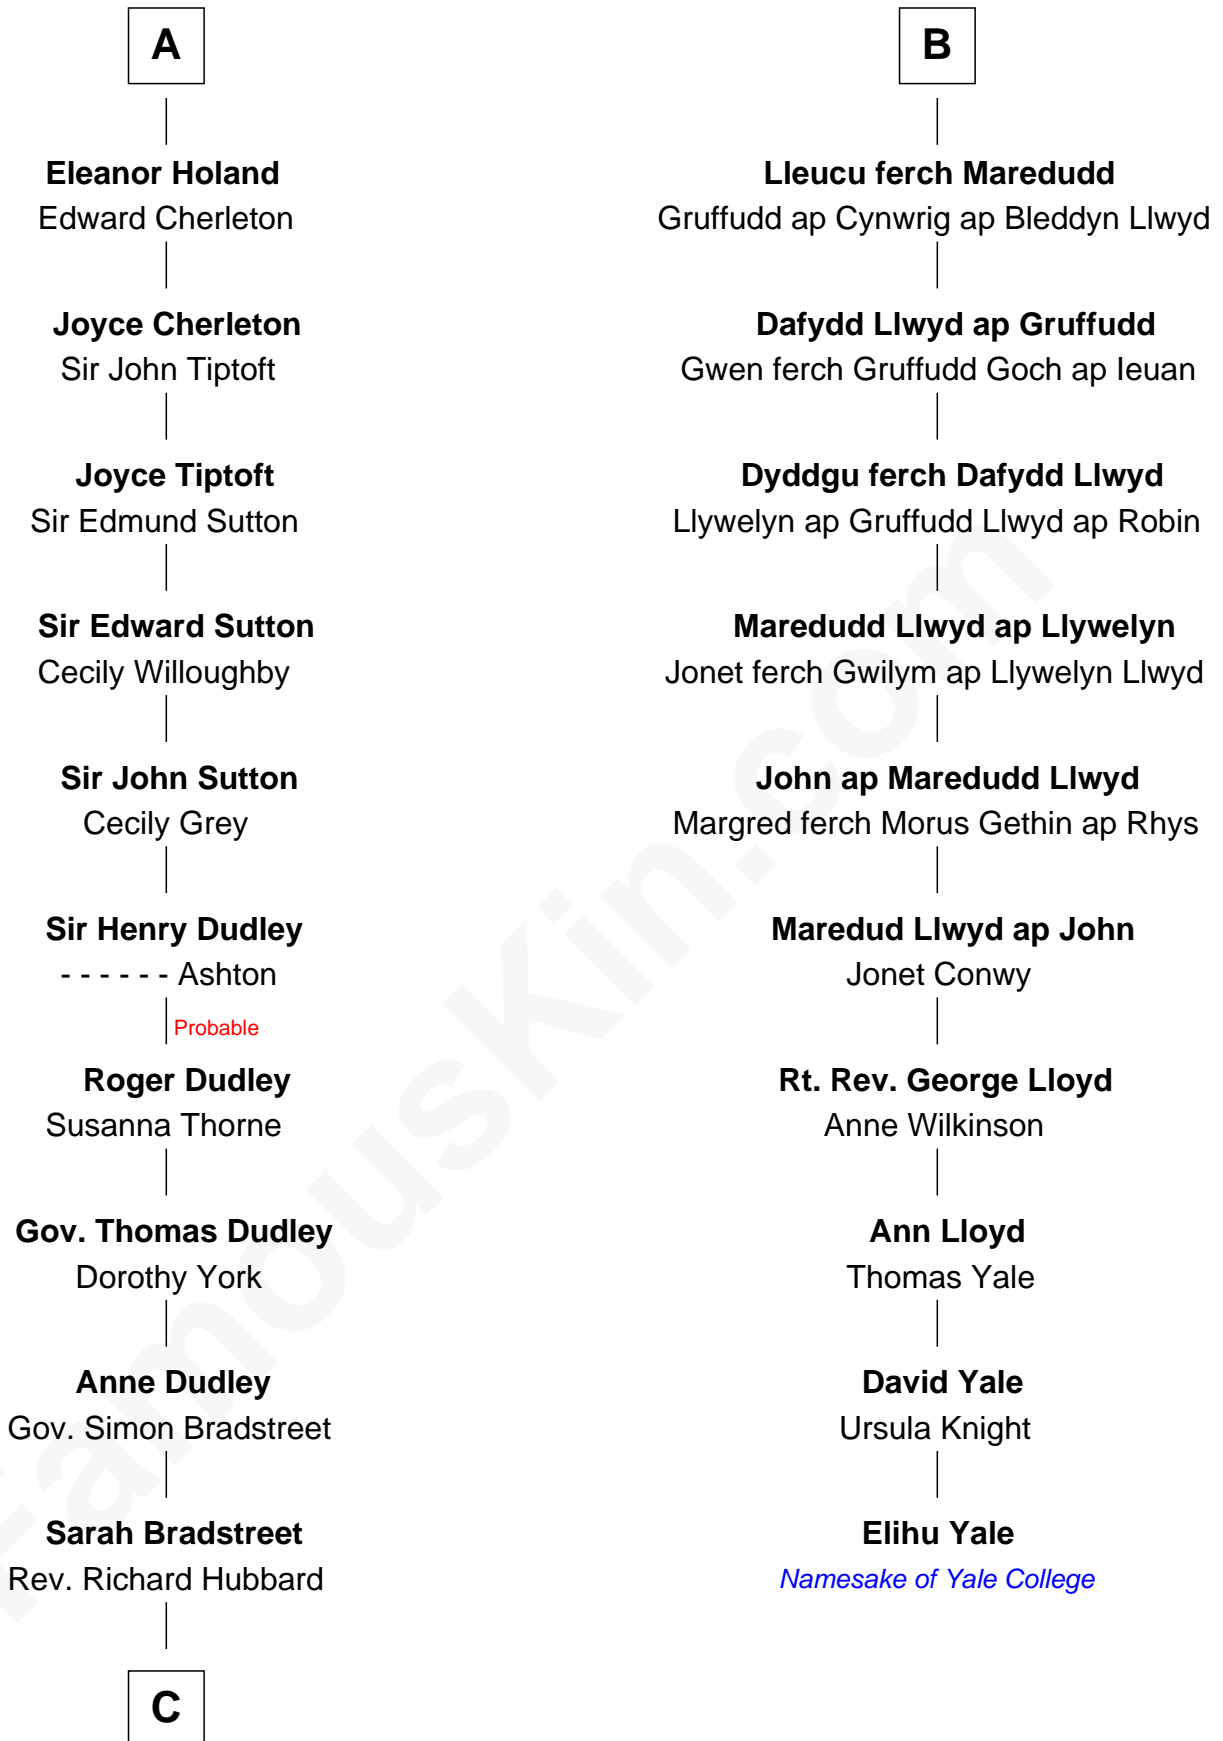 A
Eleanor Holand
Edward Cherleton
Joyce Cherleton
Sir John Tiptoft
Joyce Tiptoft
Sir Edmund Sutton
Sir Edward Sutton
Cecily Willoughby
Sir John Sutton
Cecily Grey
Sir Henry Dudley
- - - - - - Ashton
Probable
Roger Dudley
Susanna Thorne
Gov. Thomas Dudley
Dorothy York
Anne Dudley
Gov. Simon Bradstreet
Sarah Bradstreet
Rev. Richard Hubbard
C
B
Lleucu ferch Maredudd
Gruffudd ap Cynwrig ap Bleddyn Llwyd
Dafydd Llwyd ap Gruffudd
Gwen ferch Gruffudd Goch ap Ieuan
Dyddgu ferch Dafydd Llwyd
Llywelyn ap Gruffudd Llwyd ap Robin
Maredudd Llwyd ap Llywelyn
Jonet ferch Gwilym ap Llywelyn Llwyd
John ap Maredudd Llwyd
Margred ferch Morus Gethin ap Rhys
Maredud Llwyd ap John
Jonet Conwy
Rt. Rev. George Lloyd
Anne Wilkinson
Ann Lloyd
Thomas Yale
David Yale
Ursula Knight
Elihu Yale
Namesake of Yale College
FamousKin.com